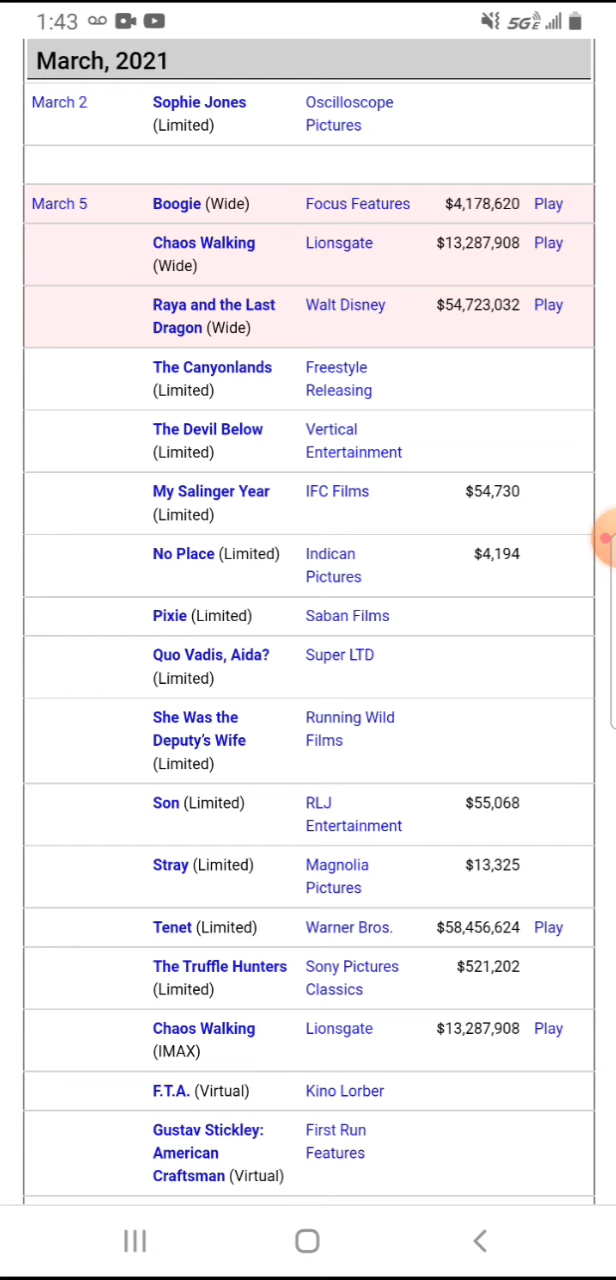 1:43
5GE
March, 2021
March 2 Sophie Jones Oscilloscope
(Limited) Pictures
March 5 Boogie (Wide) Focus Features $4,178,620 Play
Chaos Walking Lionsgate $13,287,908 Play
(Wide)
Raya and the Last Walt Disney $54,723,032 Play
Dragon (Wide)
The Canyonlands Freestyle
(Limited) Releasing
The Devil Below Vertical
(Limited) Entertainment
My Salinger Year IFC Films $54,730
(Limited)
No Place (Limited) Indican $4,194
Pictures
Pixie (Limited) Saban Films
Quo Vadis, Aida? Super LTD
(Limited)
She Was the Running Wild
Deputy's Wife Films
(Limited)
Son (Limited) RLJ $55,068
Entertainment
Stray (Limited) Magnolia $13,325
Pictures
Tenet (Limited) Warner Bros. $58,456,624 Play
The Truffle Hunters Sony Pictures $521,202
(Limited) Classics
Chaos Walking Lionsgate $13,287,908 Play
(IMAX)
F.T.A. (Virtual) Kino Lorber
Gustav Stickley: First Run
American Features
Craftsman (Virtual)